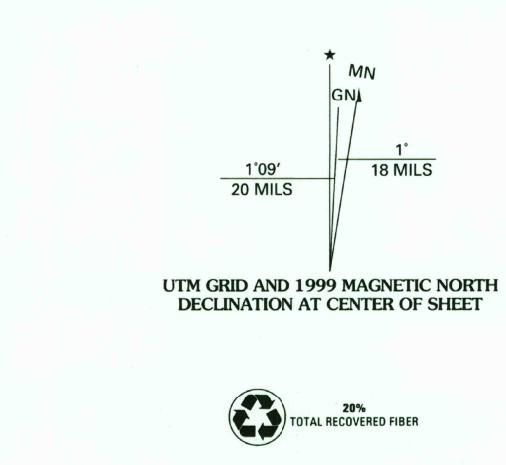 ★
MN
GN
1°
18 MILS
1°09′
20 MILS
UTM GRID AND 1999 MAGNETIC NORTH
DECLINATION AT CENTER OF SHEET
20%
TOTAL RECOVERED FIBER